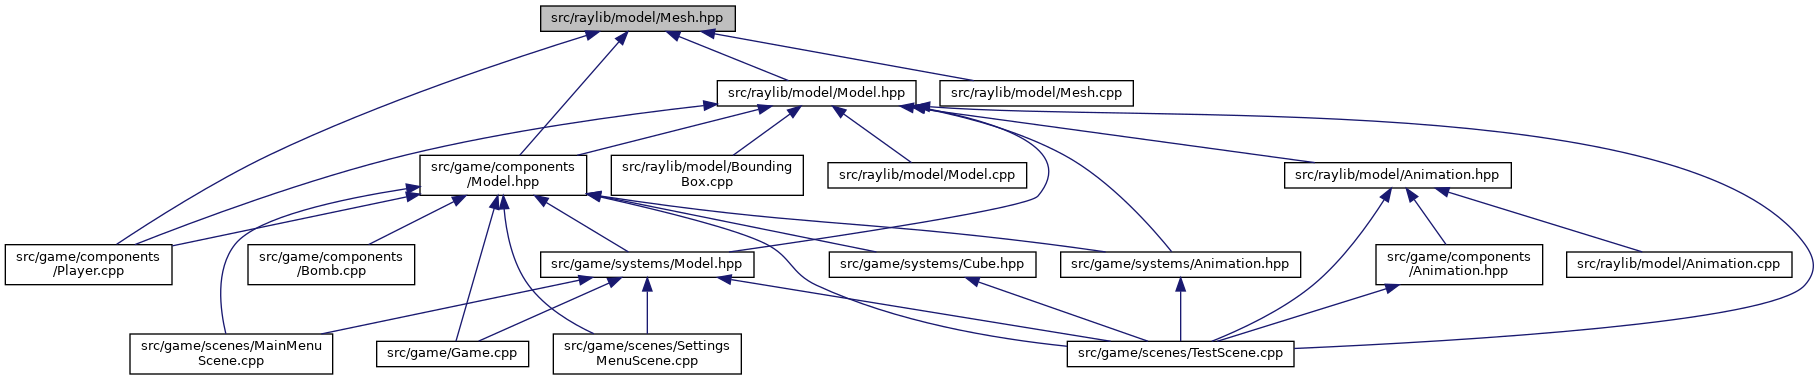 src/raylib/model/Mesh.hpp
src/raylib/model/Model.hpp
src/raylib/model/Mesh.cpp
src/game/components
/Model.hpp
src/raylib/model/Bounding
Box.cpp
src/raylib/model/Model.cpp
src/raylib/model/Animation.hpp
src/game/components
/Player.cpp
src/game/components
/Bomb.cpp
src/game/systems/Model.hpp
src/game/systems/Cube.hpp
src/game/systems/Animation.hpp
src/game/components
/Animation.hpp
src/raylib/model/Animation.cpp
src/game/scenes/MainMenu
Scene.cpp
src/game/Game.cpp
src/game/scenes/Settings
MenuScene.cpp
src/game/scenes/TestScene.cpp